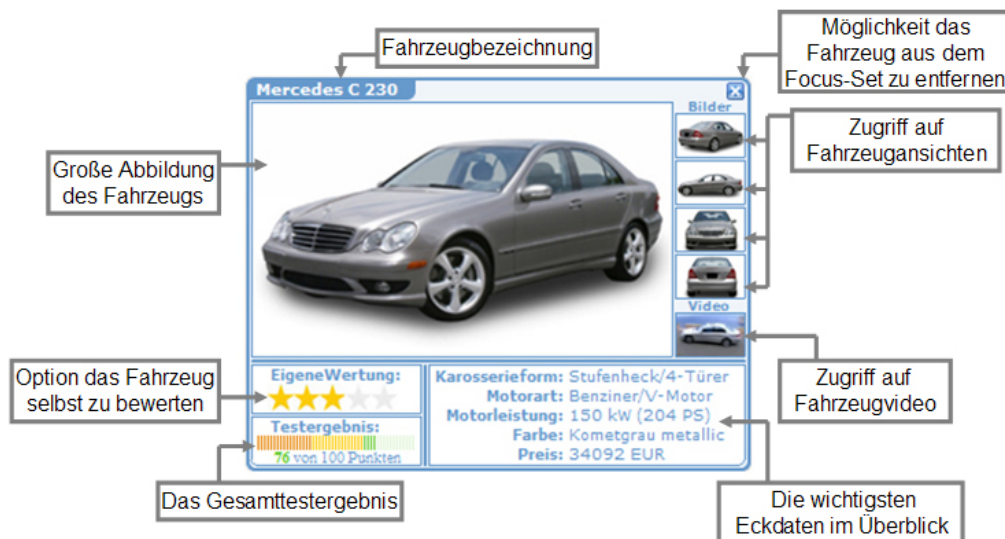 Fahrzeugbezeichnung
Möglichkeit das
Fahrzeug aus dem
Focus-Set zu entfernen
Mercedes C 230
Bilder
Große Abbildung
des Fahrzeugs
Zugriff auf
Fahrzeugansichten
Video
Option das Fahrzeug
selbst zu bewerten
EigeneWertung:
Testergebnis:
76 von 100 Punkten
Karosserieform: Stufenheck/4-Türer
Motorart: Benziner/V-Motor
Motorleistung: 150 kW (204 PS)
Farbe: Kometgrau metallic
Preis: 34092 EUR
Zugriff auf
Fahrzeugvideo
Das Gesamttestergebnis
Die wichtigsten
Eckdaten im Überblick